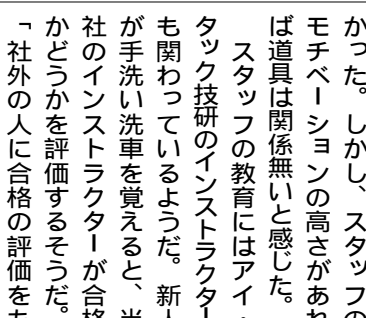 かった。しかし、スタッフの
モチベーションの高さがあれ
ば道具は関係無いと感じた。
スタッフの教育にはアイ・
タック技研のインストラクター
も関わっているようだ。新人
が手洗い洗車を覚えると、当
社のインストラクターが合格
かどうかを評価するそうだ。
「社外の人に合格の評価を